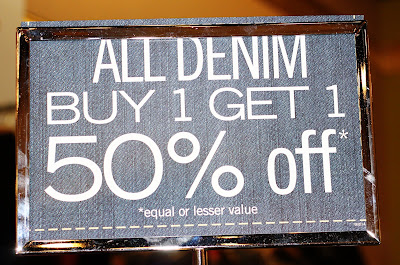 ALL DENIM
BUY 1 GET 1
50% off*
*equal or lesser value